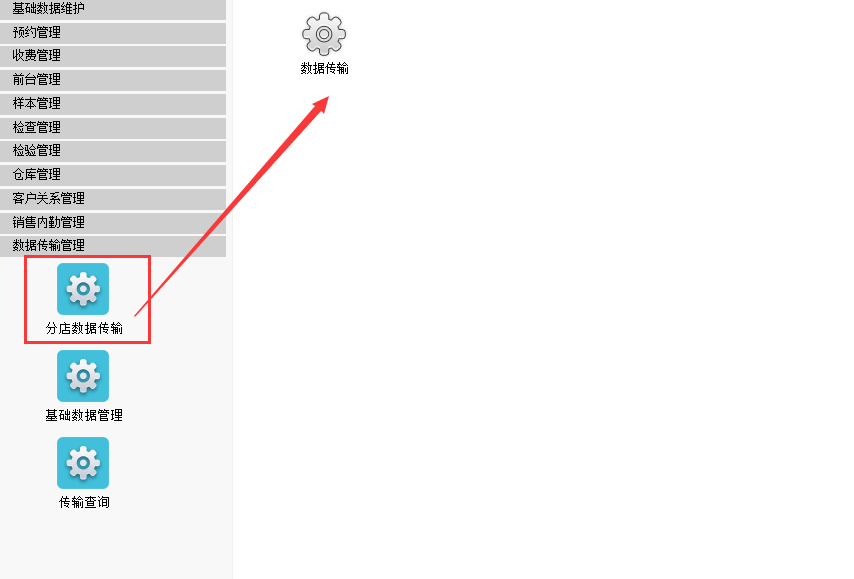 基础数据维护
预约管理
收费管理
前台管理
样本管理
检查管理
检验管理
仓库管理
客户关系管理
销售内勤管理
数据传输管理
分店数据传输
基础数据管理
传输查询
数据传输